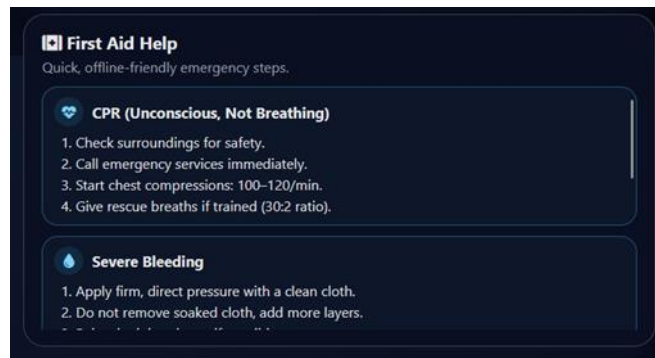 First Aid Help
Quick, offline-friendly emergency steps.
CPR (Unconscious, Not Breathing)
1. Check surroundings for safety.
2. Call emergency services immediately.
3. Start chest compressions: 100–120/min.
4. Give rescue breaths if trained (30:2 ratio).
Severe Bleeding
1. Apply firm, direct pressure with a clean cloth.
2. Do not remove soaked cloth, add more layers.